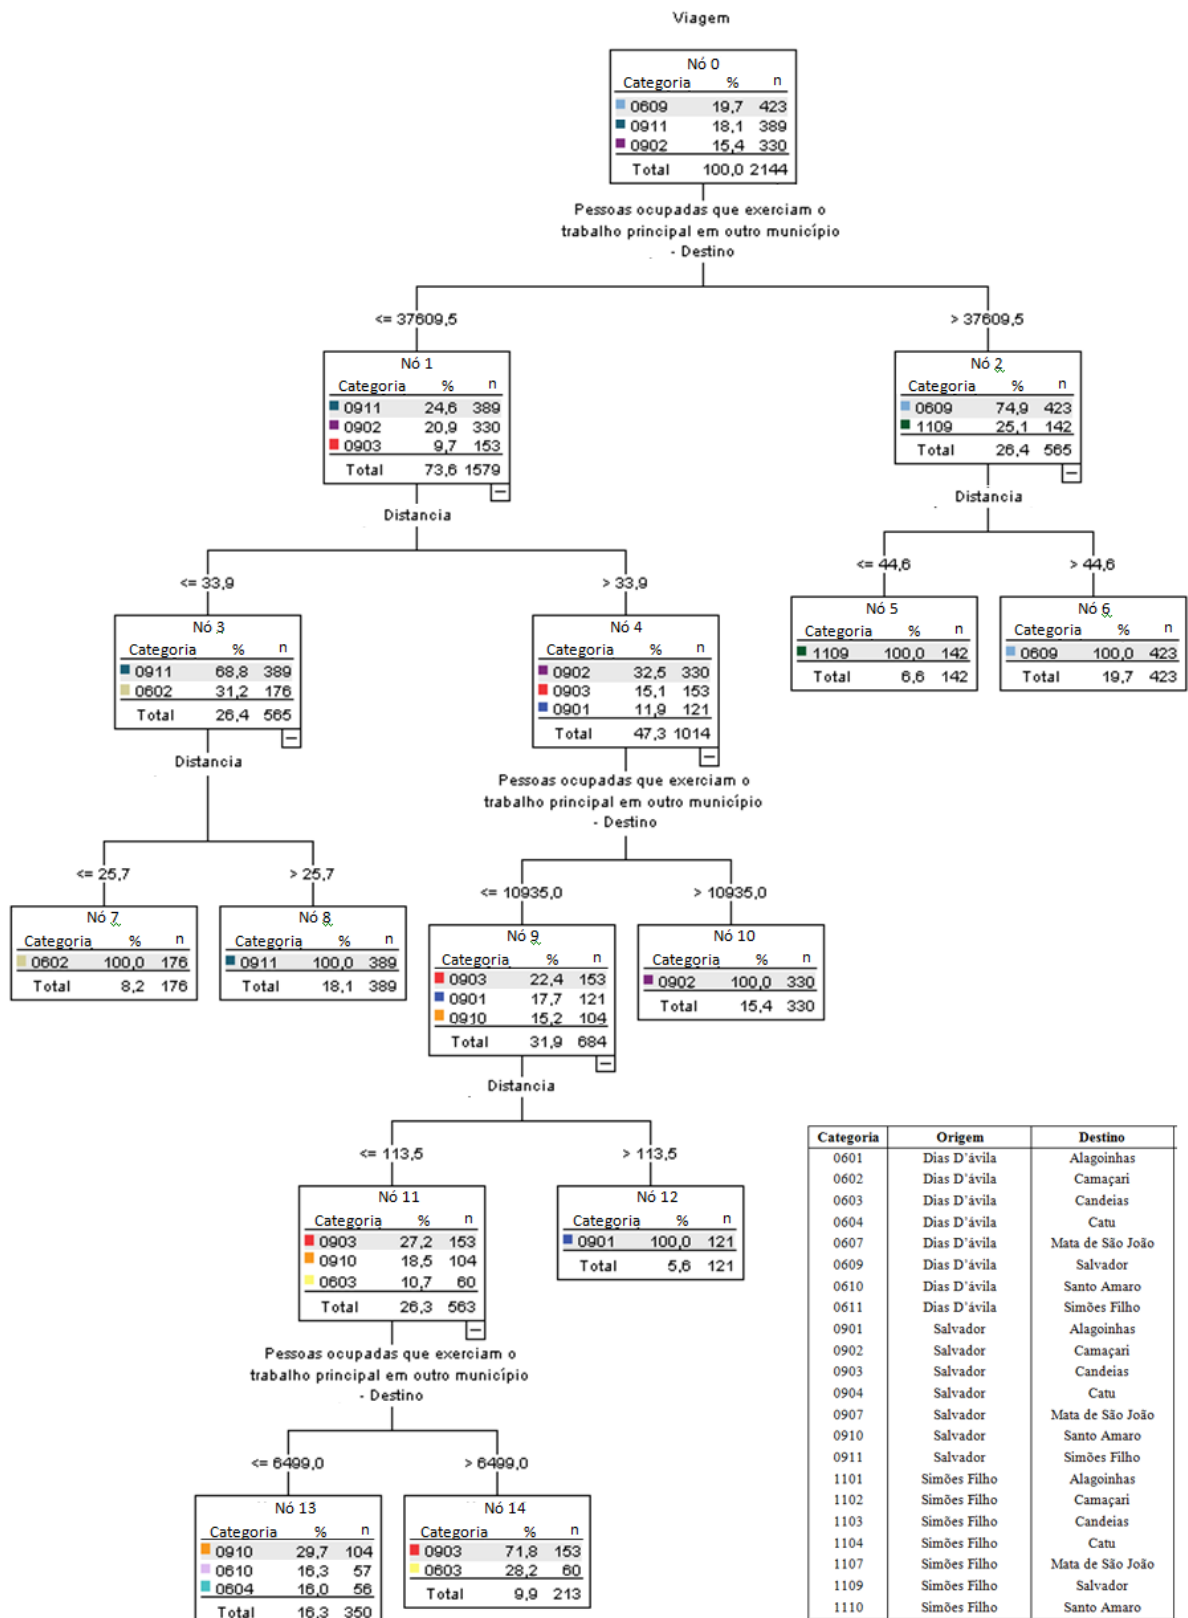 Viagem
Nó 0
Categoria % n
0609 19,7 423
0911 18,1 389
0902 15,4 330
Total 100,0 2144
Pessoas ocupadas que exerciam o
trabalho principal em outro município
- Destino
<= 37609,5
> 37609,5
Nó 1
Categoria % n
0911 24,6 389
0902 20,9 330
0903 9,7 153
Total 73,6 1579
Nó 2
Categoria % n
0609 74,9 423
1109 25,1 142
Total 26,4 565
Distancia
Distancia
<= 33,9
> 33,9
<= 44,6
> 44,6
Nó 3
Categoria % n
0911 68,8 389
0602 31,2 176
Total 26,4 565
Nó 4
Categoria % n
0902 32,5 330
0903 15,1 153
0901 11,9 121
Total 47,3 1014
Nó 5
Categoria % n
1109 100,0 142
Total 6,6 142
Nó 6
Categoria % n
0609 100,0 423
Total 19,7 423
Distancia
Pessoas ocupadas que exerciam o
trabalho principal em outro município
- Destino
<= 25,7
> 25,7
<= 10935,0
> 10935,0
Nó 7
Categoria % n
0602 100,0 176
Total 8,2 176
Nó 8
Categoria % n
0911 100,0 389
Total 18,1 389
Nó 9
Categoria % n
0903 22,4 153
0901 17,7 121
0910 15,2 104
Total 31,9 684
Nó 10
Categoria % n
0902 100,0 330
Total 15,4 330
Distancia
<= 113,5
> 113,5
Nó 11
Categoria % n
0903 27,2 153
0910 18,5 104
0603 10,7 60
Total 26,3 563
Nó 12
Categoria % n
0901 100,0 121
Total 5,6 121
Pessoas ocupadas que exerciam o
trabalho principal em outro município
- Destino
<= 6499,0
> 6499,0
Nó 13
Categoria % n
0910 29,7 104
0610 16,3 57
0604 16,0 56
Total 16,3 350
Nó 14
Categoria % n
0903 71,8 153
0603 28,2 60
Total 9,9 213
Categoria Origem Destino
0601 Dias D'ávila Alagoinhas
0602 Dias D'ávila Camaçari
0603 Dias D'ávila Candeias
0604 Dias D'ávila Catu
0607 Dias D'ávila Mata de São João
0609 Dias D'ávila Salvador
0610 Dias D'ávila Santo Amaro
0611 Dias D'ávila Simões Filho
0901 Salvador Alagoinhas
0902 Salvador Camaçari
0903 Salvador Candeias
0904 Salvador Catu
0907 Salvador Mata de São João
0910 Salvador Santo Amaro
0911 Salvador Simões Filho
1101 Simões Filho Alagoinhas
1102 Simões Filho Camaçari
1103 Simões Filho Candeias
1104 Simões Filho Catu
1107 Simões Filho Mata de São João
1109 Simões Filho Salvador
1110 Simões Filho Santo Amaro